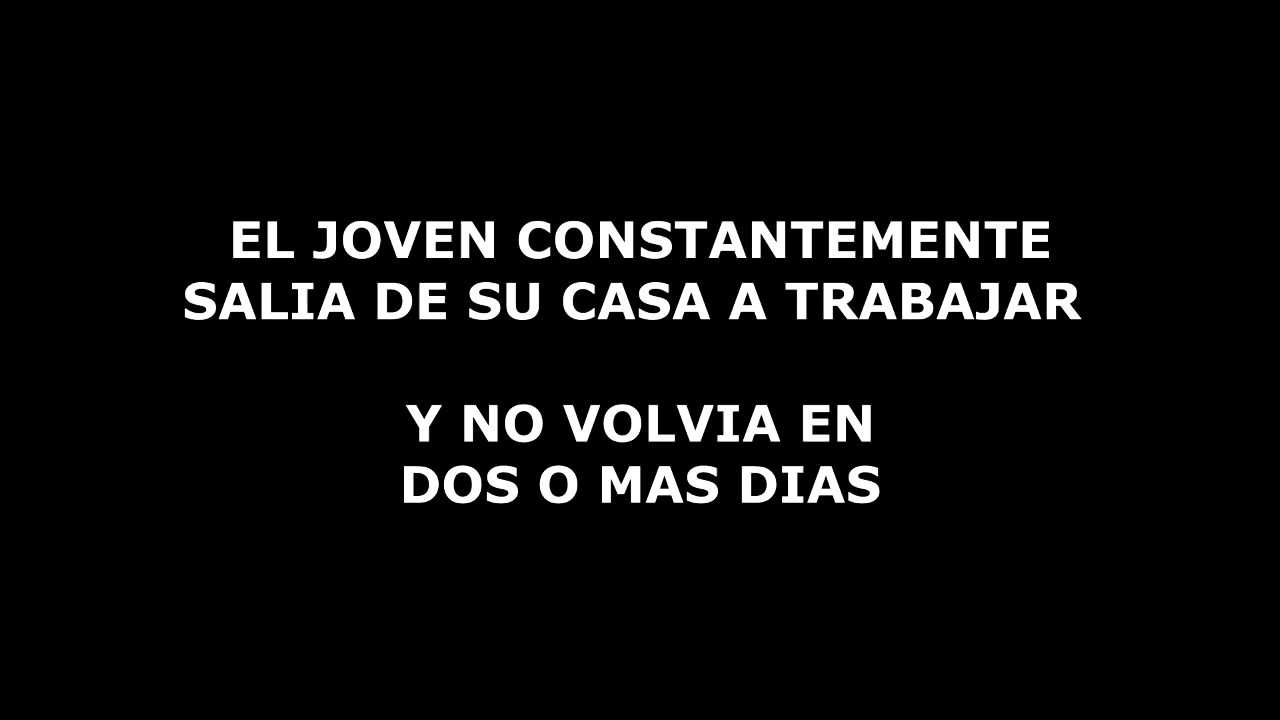 EL JOVEN CONSTANTEMENTE
SALIA DE SU CASA A TRABAJAR
Y NO VOLVIA EN
DOS O MAS DIAS